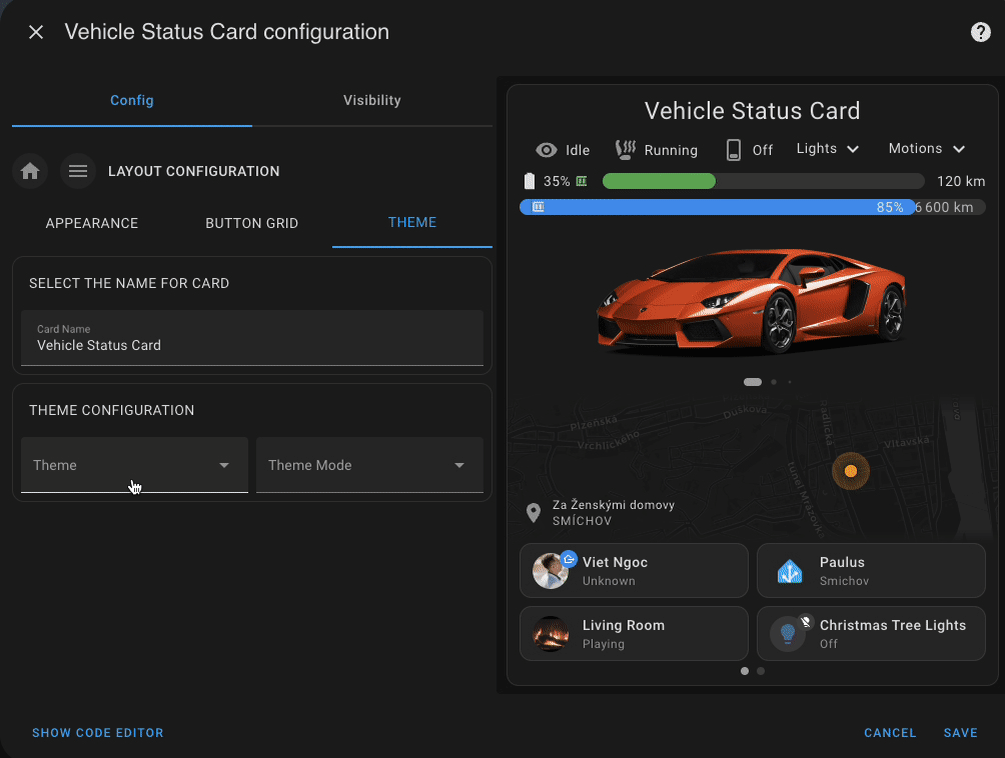 Vehicle Status Card configuration
Config
Visibility
LAYOUT CONFIGURATION
APPEARANCE
BUTTON GRID
THEME
SELECT THE NAME FOR CARD
Card Name
Vehicle Status Card
THEME CONFIGURATION
Theme
Theme Mode
Vehicle Status Card
Idle
Running
Off
Lights
Motions
35%
120 km
85%
6 600 km
Plzeňská
Vrchlického
Duškova
Radlická
Vltavská
tunel Mrázovka
Za Ženskými domovy
SMÍCHOV
Viet Ngoc
Unknown
Paulus
Smichov
Living Room
Playing
Christmas Tree Lights
Off
SHOW CODE EDITOR
CANCEL
SAVE